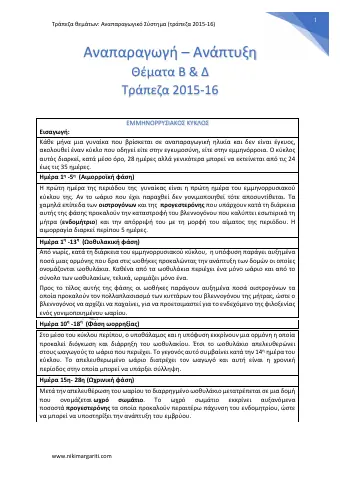 Τράπεζα θεμάτων: Αναπαραγωγικό Σύστημα (τράπεζα 2015-16)
1
Αναπαραγωγή – Ανάπτυξη
Θέματα Β & Δ
Τράπεζα 2015-16
ΕΜΜΗΝΟΡΡΥΣΙΑΚΟΣ ΚΥΚΛΟΣ
Εισαγωγή:
Κάθε μήνα μια γυναίκα που βρίσκεται σε αναπαραγωγική ηλικία και δεν είναι έγκυος,
ακολουθεί έναν κύκλο που οδηγεί είτε στην εγκυμοσύνη, είτε στην εμμηνόρροια. Ο κύκλος
αυτός διαρκεί, κατά μέσο όρο, 28 ημέρες αλλά γενικότερα μπορεί να εκτείνεται από τις 24
έως τις 35 ημέρες.
Ημέρα 1η -5η (Αιμορροϊκή φάση)
Η πρώτη ημέρα της περιόδου της γυναίκας είναι η πρώτη ημέρα του εμμηνορρυσιακού
κύκλου της. Αν το ωάριο που έχει παραχθεί δεν γονιμοποιηθεί τότε αποσυντίθεται. Τα
χαμηλά επίπεδα των οιστρογόνων και της προγεστερόνης που υπάρχουν κατά τη διάρκεια
αυτής της φάσης προκαλούν την καταστροφή του βλεννογόνου που καλύπτει εσωτερικά τη
μήτρα (ενδομήτριο) και την απόρριψή του με τη μορφή του αίματος της περιόδου. Η
αιμορραγία διαρκεί περίπου 5 ημέρες.
Ημέρα 1η -13η (Ωοθυλακική φάση)
Από νωρίς, κατά τη διάρκεια του εμμηνορρυσιακού κύκλου, η υπόφυση παράγει αυξημένα
ποσά μιας ορμόνης που δρα στις ωοθήκες προκαλώντας την ανάπτυξη των δομών οι οποίες
ονομάζονται ωοθυλάκια. Καθένα από τα ωοθυλάκια περιέχει ένα μόνο ωάριο και από το
σύνολο των ωοθυλακίων, τελικά, ωριμάζει μόνο ένα.
Προς το τέλος αυτής της φάσης οι ωοθήκες παράγουν αυξημένα ποσά οιστρογόνων τα
οποία προκαλούν τον πολλαπλασιασμό των κυττάρων του βλεννογόνου της μήτρας, ώστε ο
βλεννογόνος να αρχίζει να παχαίνει, για να προετοιμαστεί για το ενδεχόμενο της φιλοξενίας
ενός γονιμοποιημένου ωαρίου.
Ημέρα 10η -18η (Φάση ωορρηξίας)
Στο μέσο του κύκλου περίπου, ο υποθάλαμος και η υπόφυση εκκρίνουν μια ορμόνη η οποία
προκαλεί διόγκωση και διάρρηξη του ωοθυλακίου. Έτσι το ωοθυλάκιο απελευθερώνει
στους ωαγωγούς το ωάριο που περιέχει. Το γεγονός αυτό συμβαίνει κατά την 14η ημέρα του
κύκλου. Το απελευθερωμένο ωάριο διατρέχει τον ωαγωγό και αυτή είναι η χρονική
περίοδος στην οποία μπορεί να υπάρξει σύλληψη.
Ημέρα 15η- 28η (Ωχρινική φάση)
Μετά την απελευθέρωση του ωαρίου το διαρρηγμένο ωοθυλάκιο μετατρέπεται σε μια δομή
που ονομάζεται ωχρό σωμάτιο. Το ωχρό σωμάτιο εκκρίνει αυξανόμενα
ποσοστά προγεστερόνης τα οποία προκαλούν περαιτέρω πάχυνση του ενδομητρίου, ώστε
να μπορεί να υποστηρίξει την ανάπτυξη του εμβρύου.
www.nikimargariti.com